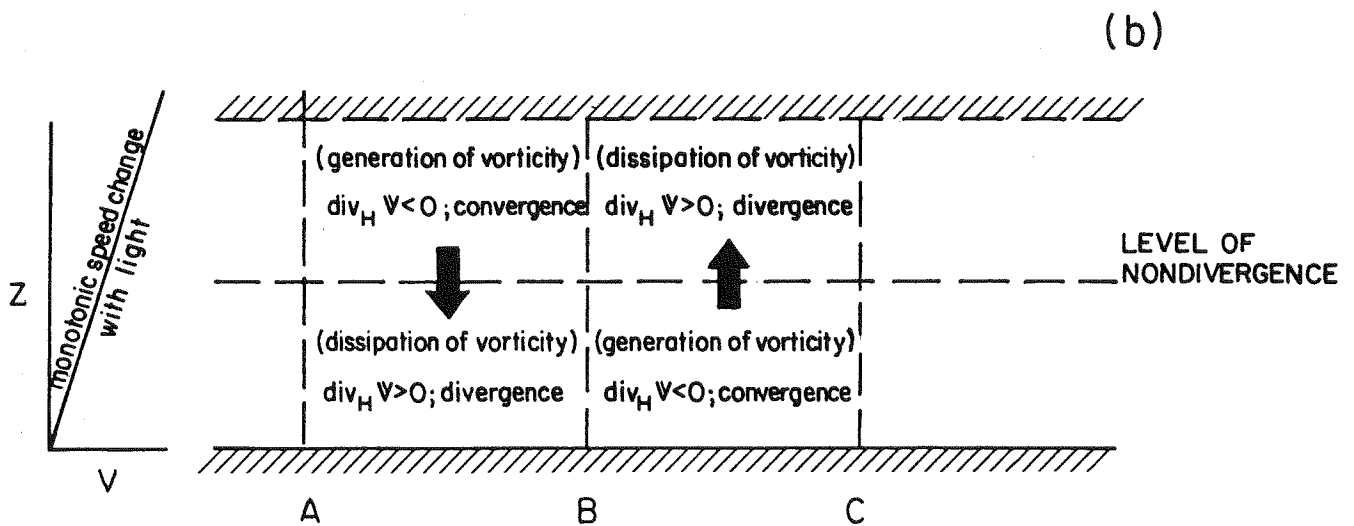 (b)
monotonic speed change
with light
Z
V
(generation of vorticity)
div_H V<0; convergence
(dissipation of vorticity)
div_H V>0; divergence
(dissipation of vorticity)
div_H V>0; divergence
(generation of vorticity)
div_H V<0; convergence
LEVEL OF
NONDIVERGENCE
A
B
C